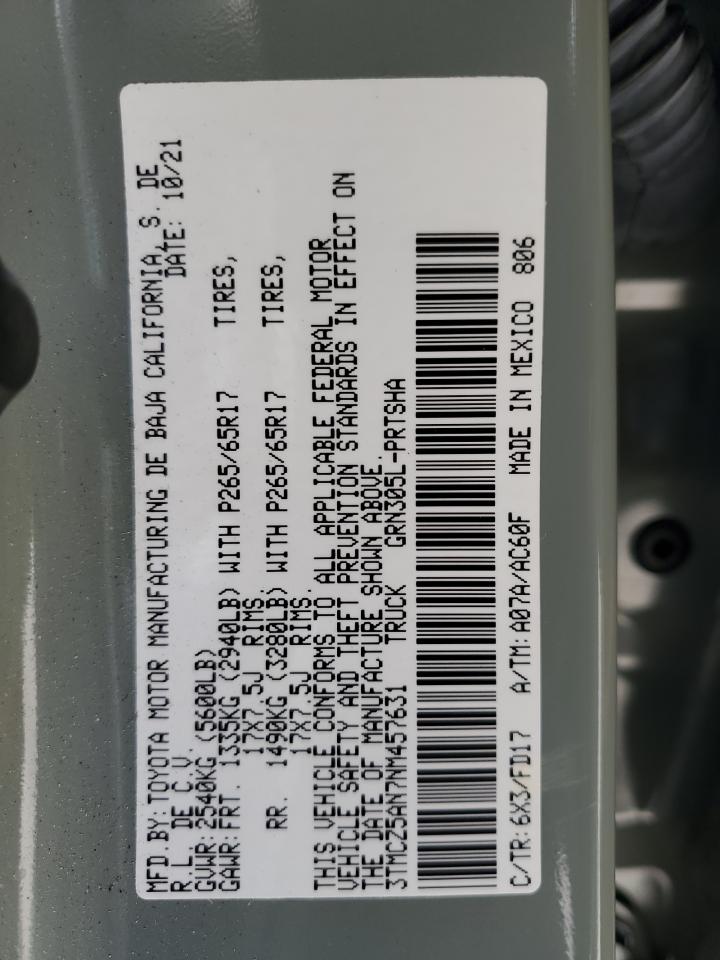 MFD.BY:TOYOTA MOTOR MANUFACTURING DE BAJA CALIFORNIA,S. DE
R.L. DE C.V. DATE: 10/21
GVWR:2540KG (5600LB)
GAWR:FRT. 1335KG (2940LB) WITH P265/65R17 TIRES,
17X7.5J RIMS.
RR. 1490KG (3280LB) WITH P265/65R17 TIRES,
17X7.5J RIMS.
THIS VEHICLE CONFORMS TO ALL APPLICABLE FEDERAL MOTOR
VEHICLE SAFETY AND THEFT PREVENTION STANDARDS IN EFFECT ON
THE DATE OF MANUFACTURE SHOWN ABOVE.
3TMCZ5AN7NM457631 TRUCK GRN305L-PRTSHA
C/TR:6X3/FD17 A/TM:A07A/AC60F MADE IN MEXICO 806